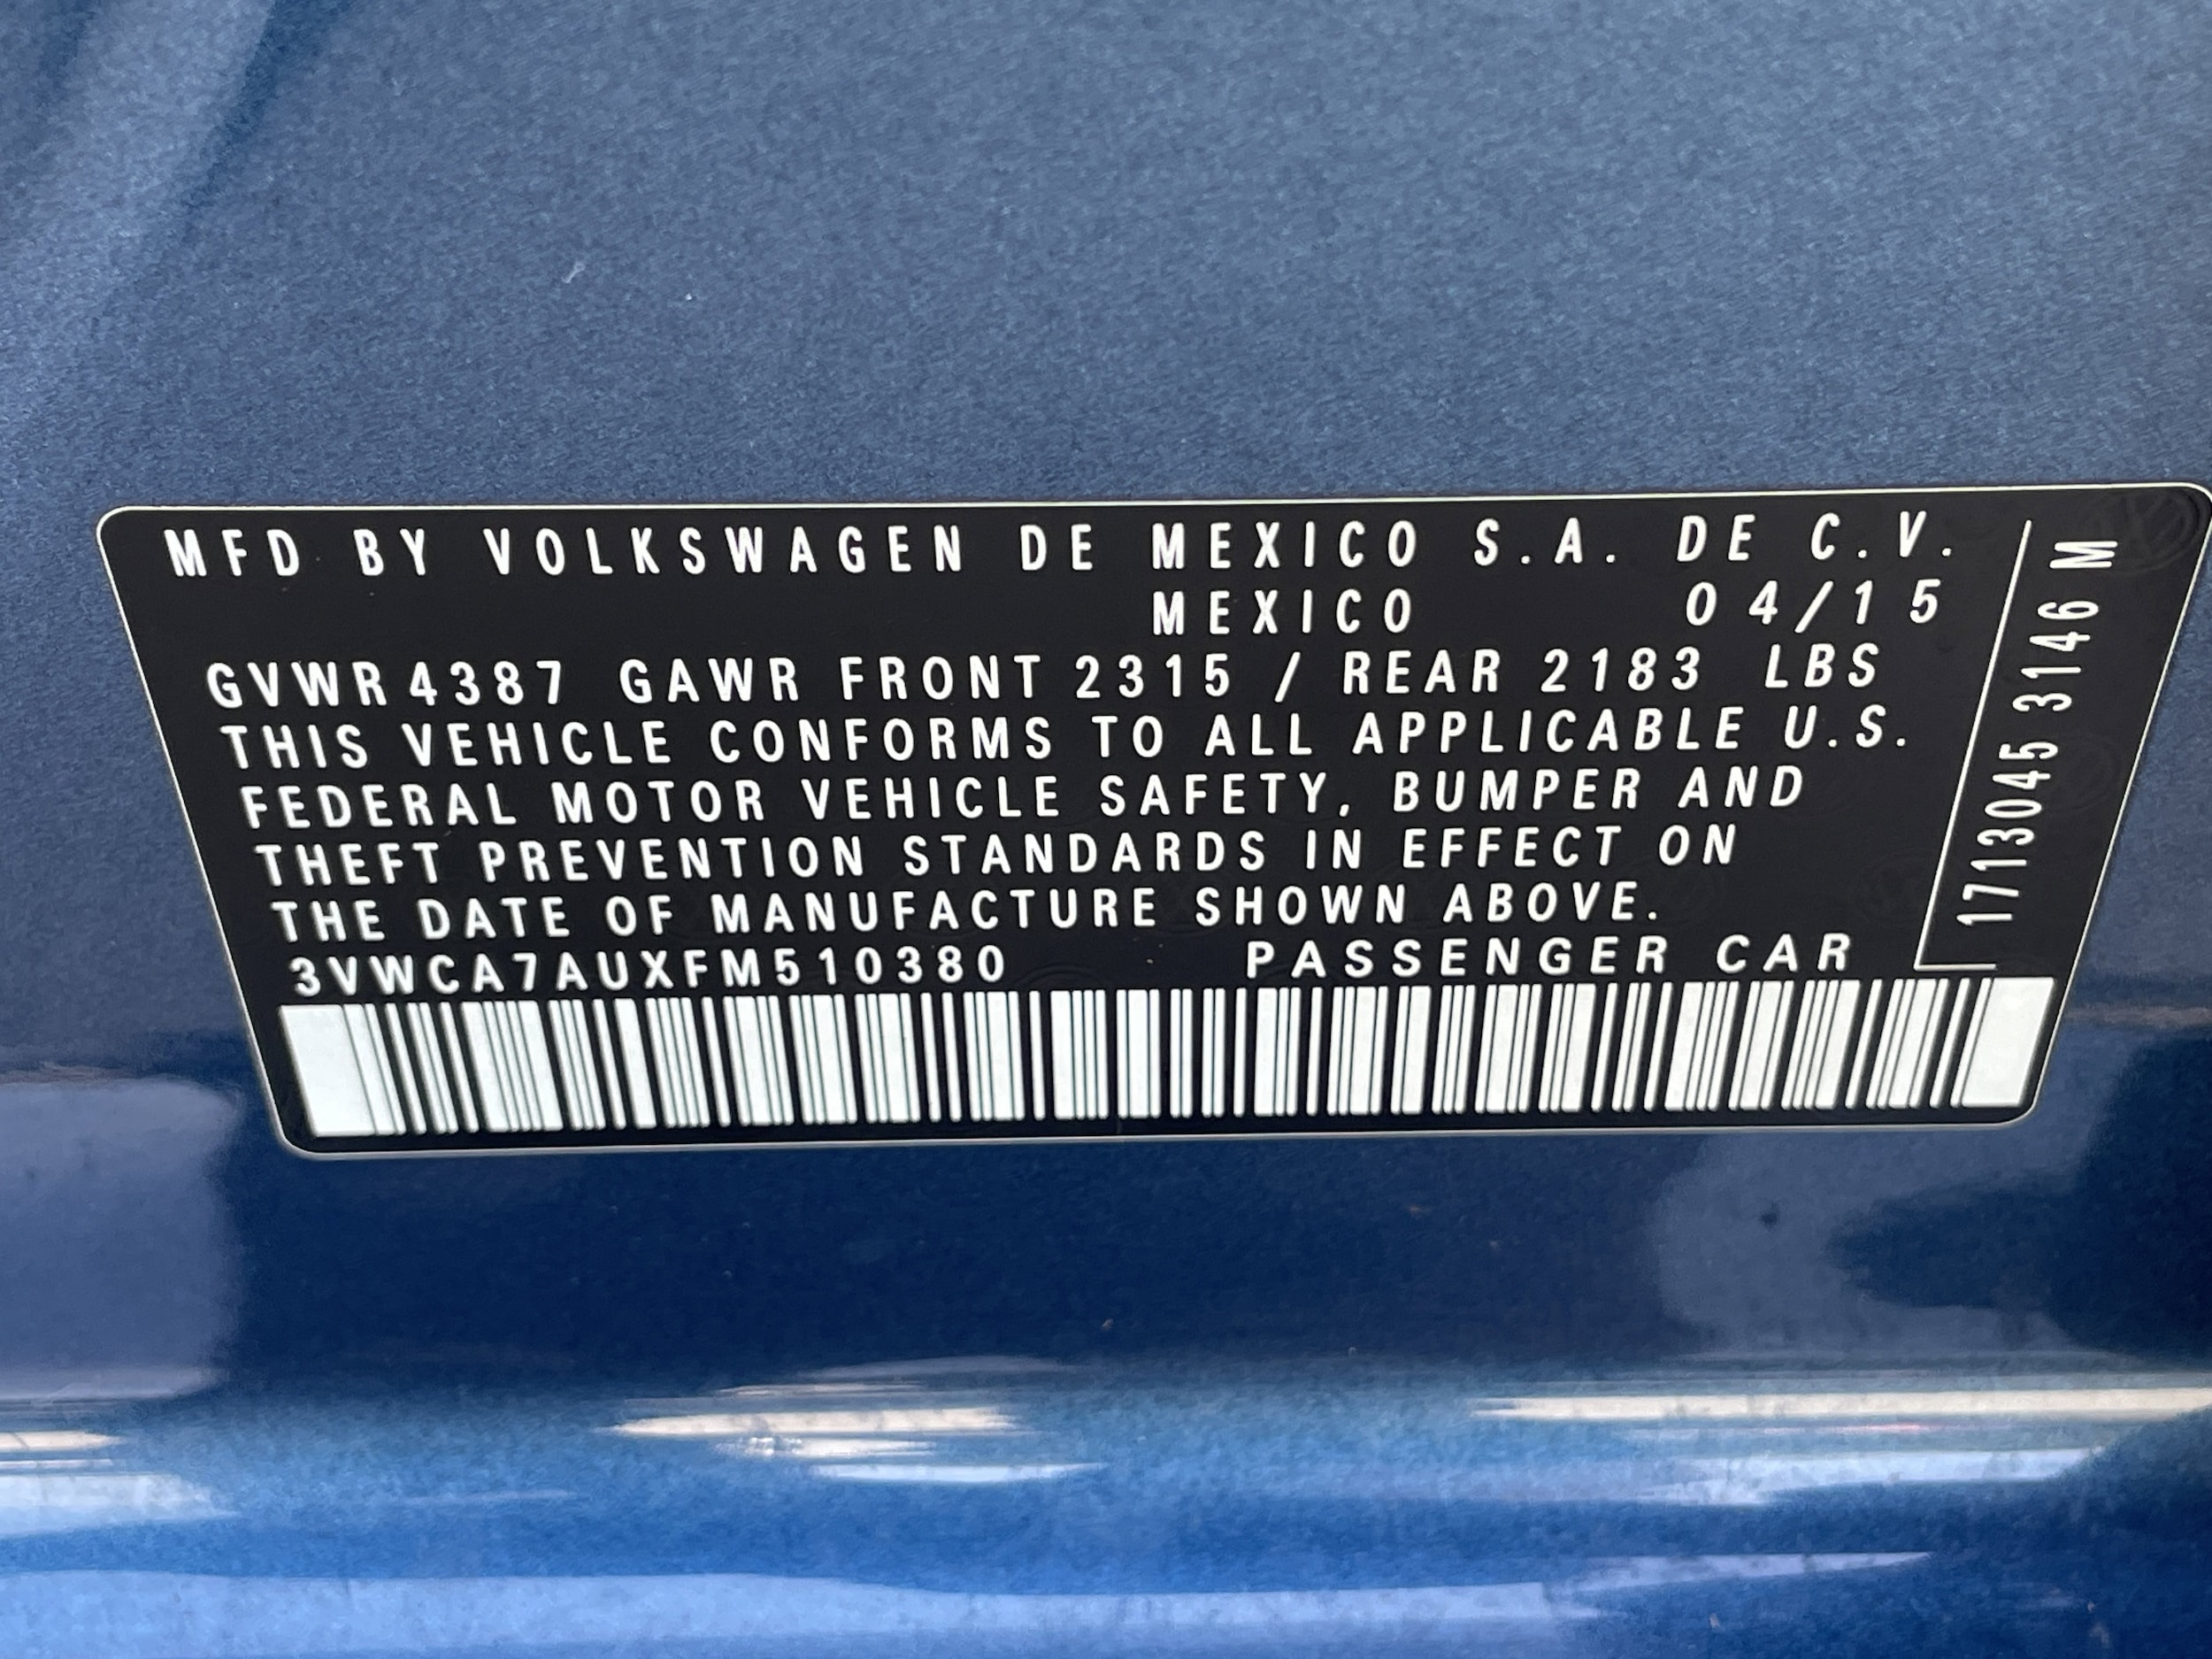 MFD BY VOLKSWAGEN DE MEXICO S.A. DE C.V.
MEXICO 04/15
GVWR 4387 GAWR FRONT 2315 / REAR 2183 LBS
THIS VEHICLE CONFORMS TO ALL APPLICABLE U.S.
FEDERAL MOTOR VEHICLE SAFETY, BUMPER AND
THEFT PREVENTION STANDARDS IN EFFECT ON
THE DATE OF MANUFACTURE SHOWN ABOVE.
3VWCA7AUXFM510380 PASSENGER CAR
1713045 3146 M